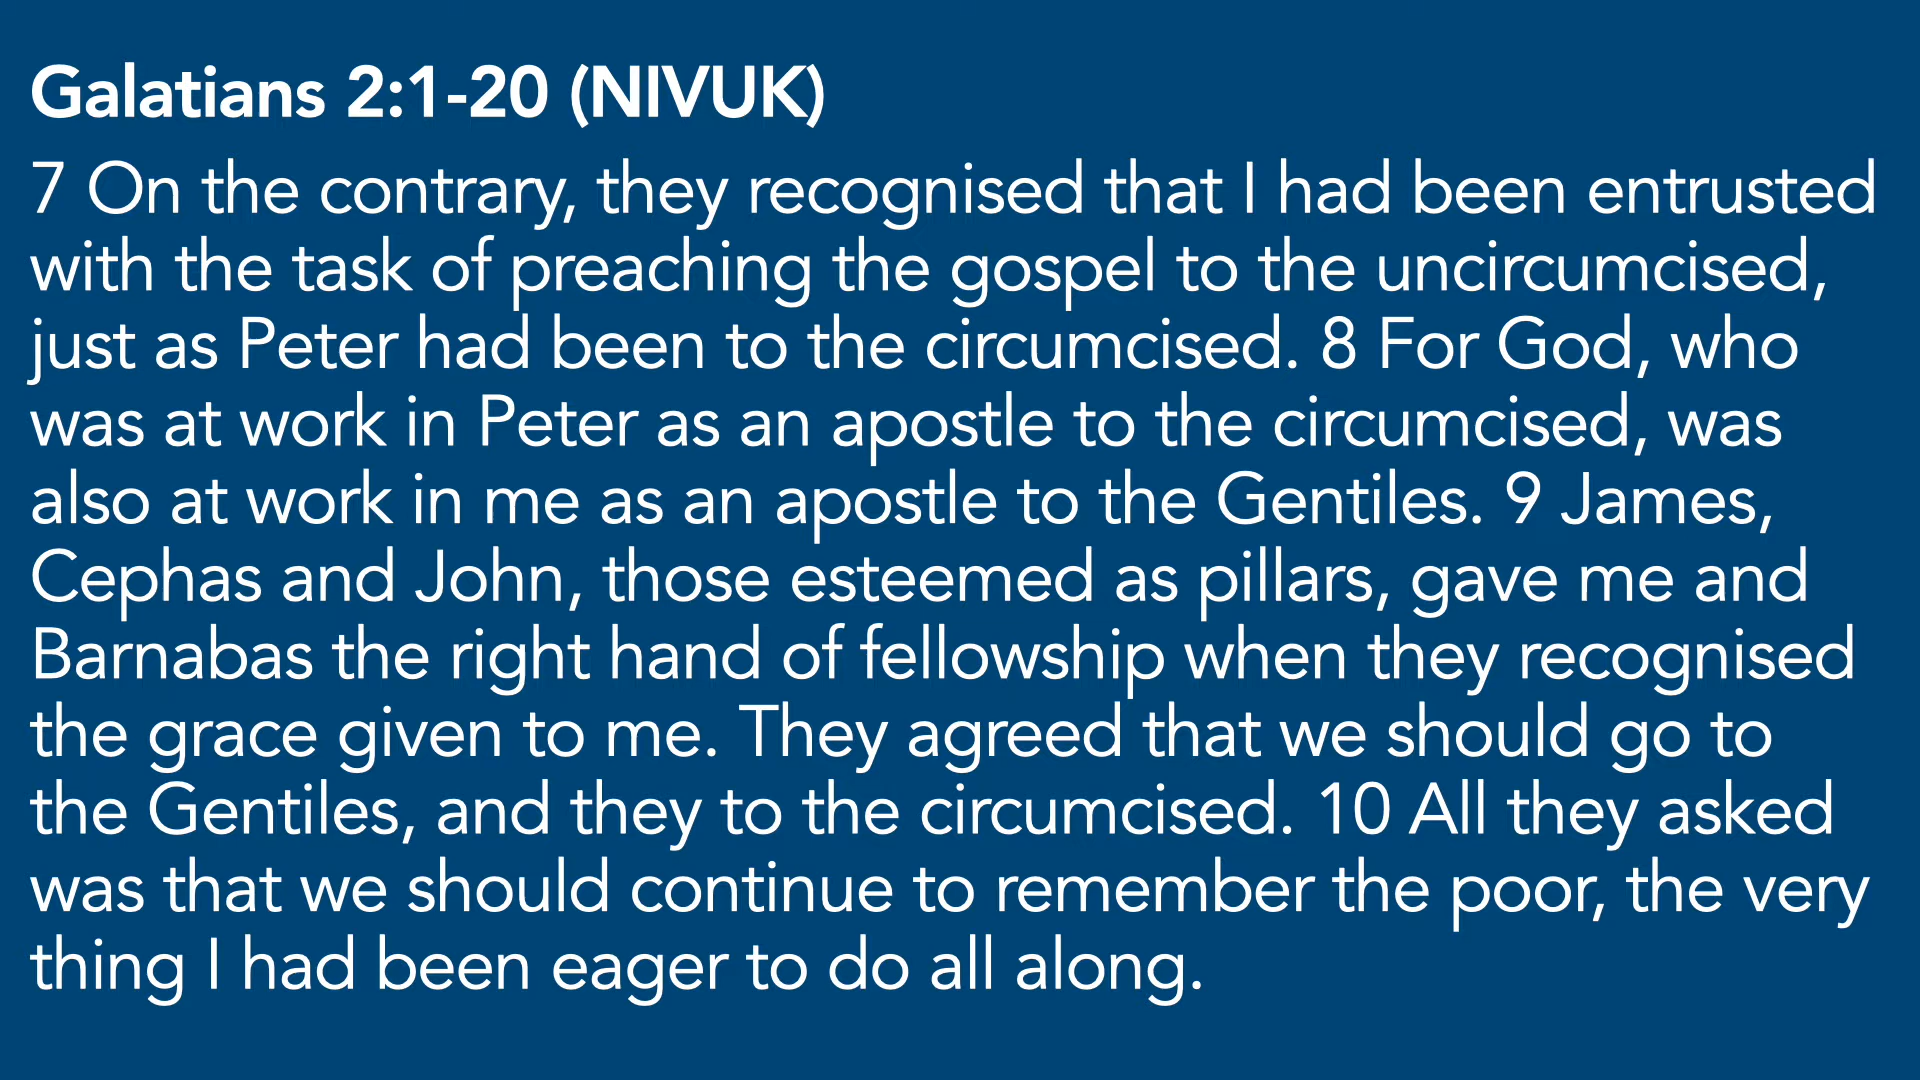 Galatians 2:1-20 (NIVUK)
7 On the contrary, they recognised that I had been entrusted
with the task of preaching the gospel to the uncircumcised,
just as Peter had been to the circumcised. 8 For God, who
was at work in Peter as an apostle to the circumcised, was
also at work in me as an apostle to the Gentiles. 9 James,
Cephas and John, those esteemed as pillars, gave me and
Barnabas the right hand of fellowship when they recognised
the grace given to me. They agreed that we should go to
the Gentiles, and they to the circumcised. 10 All they asked
was that we should continue to remember the poor, the very
thing I had been eager to do all along.